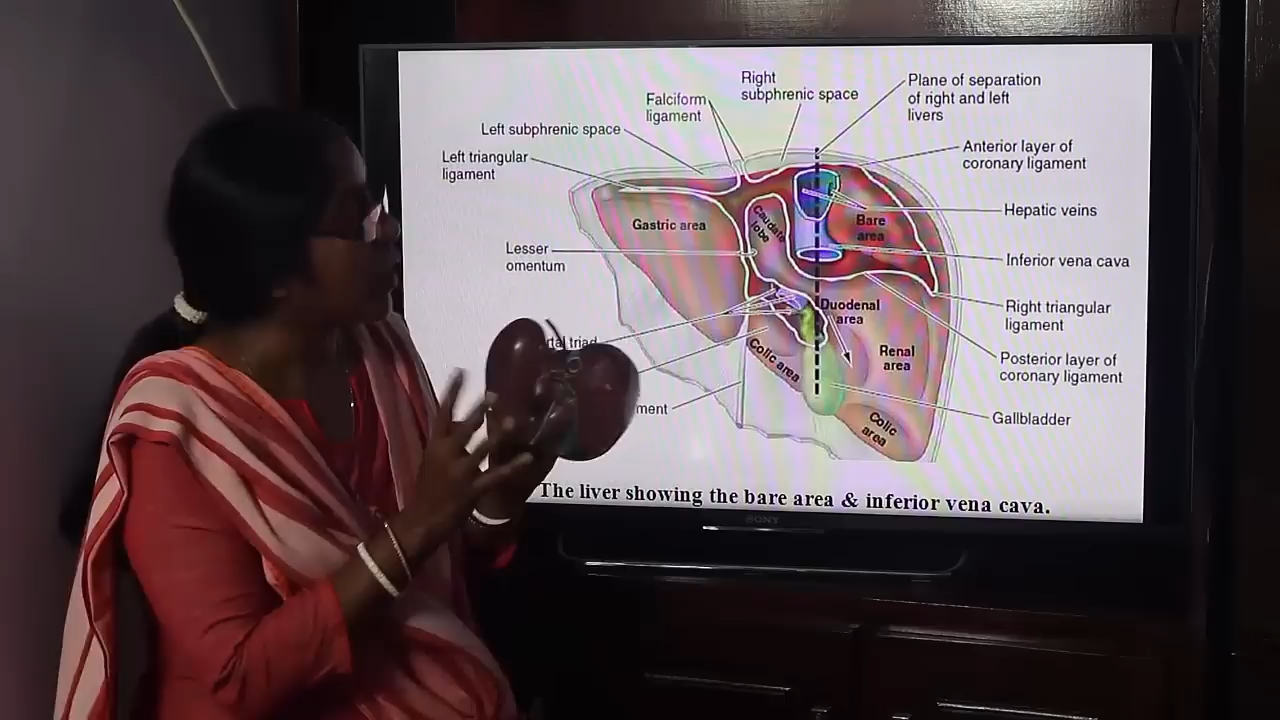 Right
subphrenic space
Plane of separation
of right and left
livers
Falciform
ligament
Left subphrenic space
Left triangular
ligament
Anterior layer of
coronary ligament
Hepatic veins
Gastric area
Caudate
lobe
Bare
area
Lesser
omentum
Inferior vena cava
Duodenal
area
Right triangular
ligament
rtal triad
Colic area
Renal
area
Posterior layer of
coronary ligament
ment
Colic
area
Gallbladder
The liver showing the bare area & inferior vena cava.
SONY